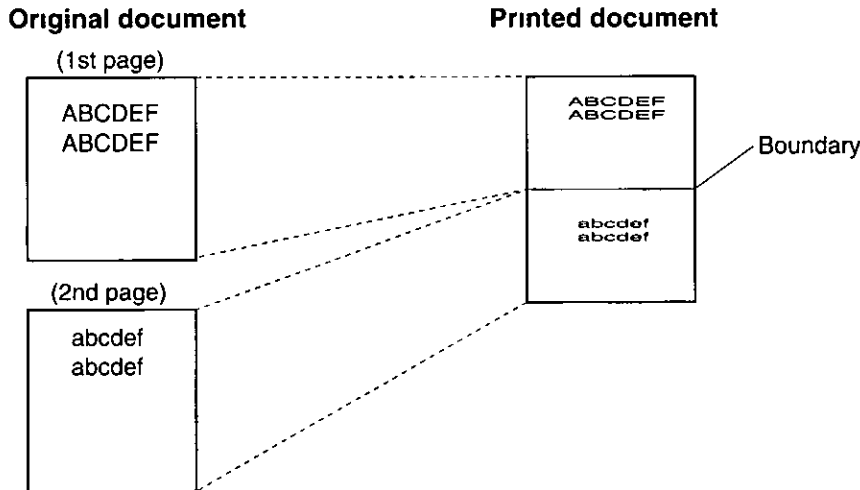 Original document
(1st page)
ABCDEF
ABCDEF
(2nd page)
abcdef
abcdef
Printed document
ABCDEF
ABCDEF
Boundary
abcdef
abcdef